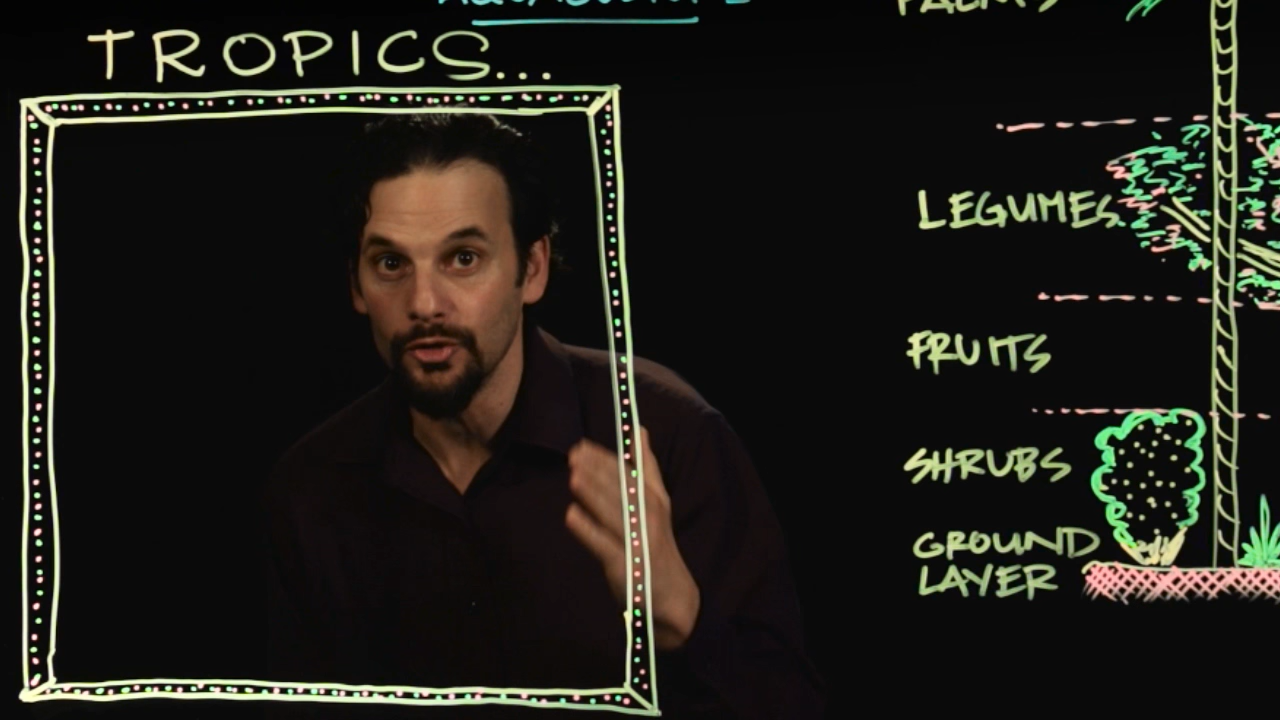 TROPICS...
LEGUMES
FRUITS
SHRUBS
GROUND
LAYER